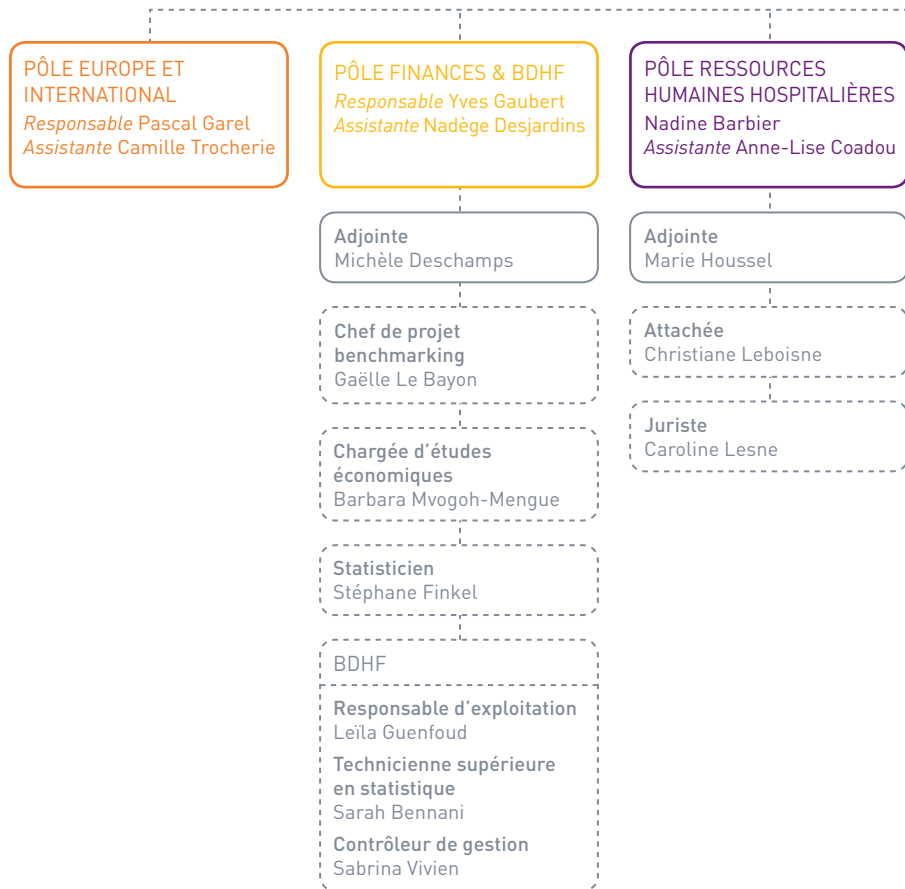 PÔLE EUROPE ET
INTERNATIONAL
Responsable Pascal Garel
Assistante Camille Trocherie
PÔLE FINANCES & BDHF
Responsable Yves Gaubert
Assistante Nadège Desjardins
Adjointe
Michèle Deschamps
Chef de projet
benchmarking
Gaëlle Le Bayon
Chargée d’études
économiques
Barbara Mvogoh-Mengue
Statisticien
Stéphane Finkel
BDHF
Responsable d’exploitation
Leïla Guenfoud
Technicienne supérieure
en statistique
Sarah Bennani
Contrôleur de gestion
Sabrina Vivien
PÔLE RESSOURCES
HUMAINES HOSPITALIÈRES
Nadine Barbier
Assistante Anne-Lise Coadou
Adjointe
Marie Houssel
Attachée
Christiane Leboisne
Juriste
Caroline Lesne